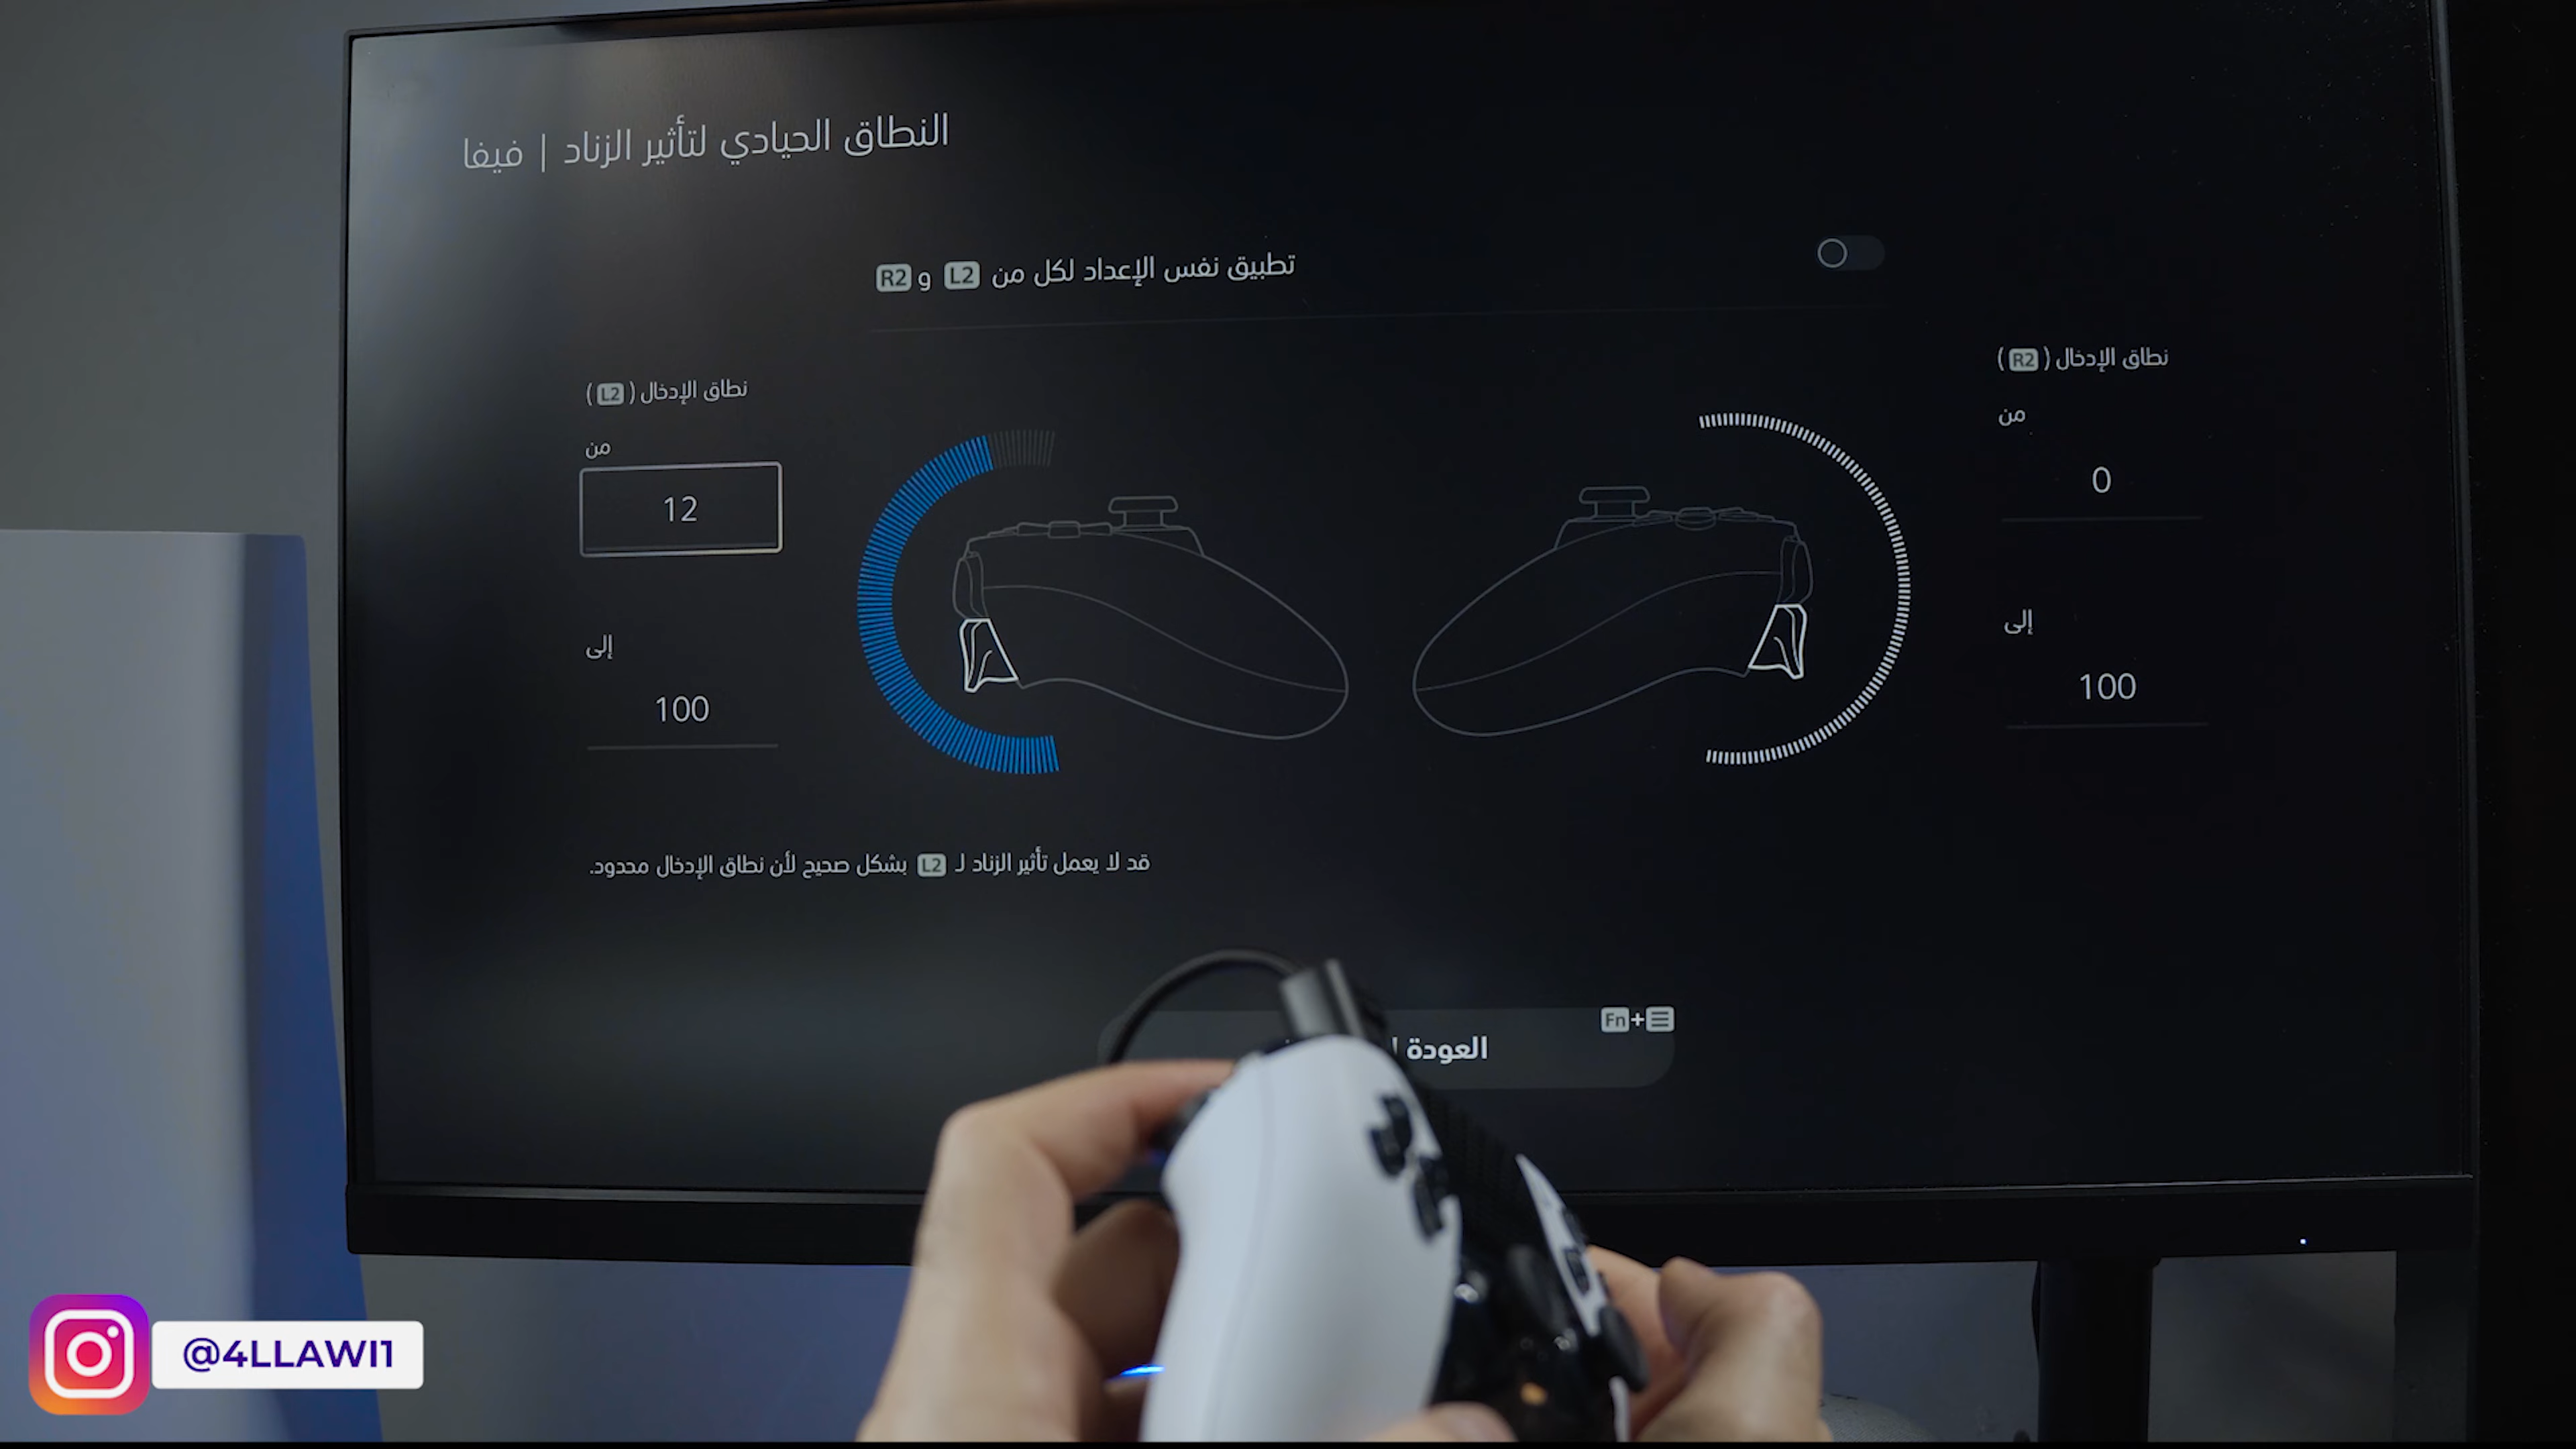 النطاق الحيادي لتأثير الزناد | فيفا
تطبيق نفس الإعداد لكل من L2 و R2
نطاق الإدخال (R2)
من
0
إلى
100
نطاق الإدخال (L2)
من
12
إلى
100
قد لا يعمل تأثير الزناد لـ L2 بشكل صحيح لأن نطاق الإدخال محدود.
Fn+
العودة
@4LLAWI1